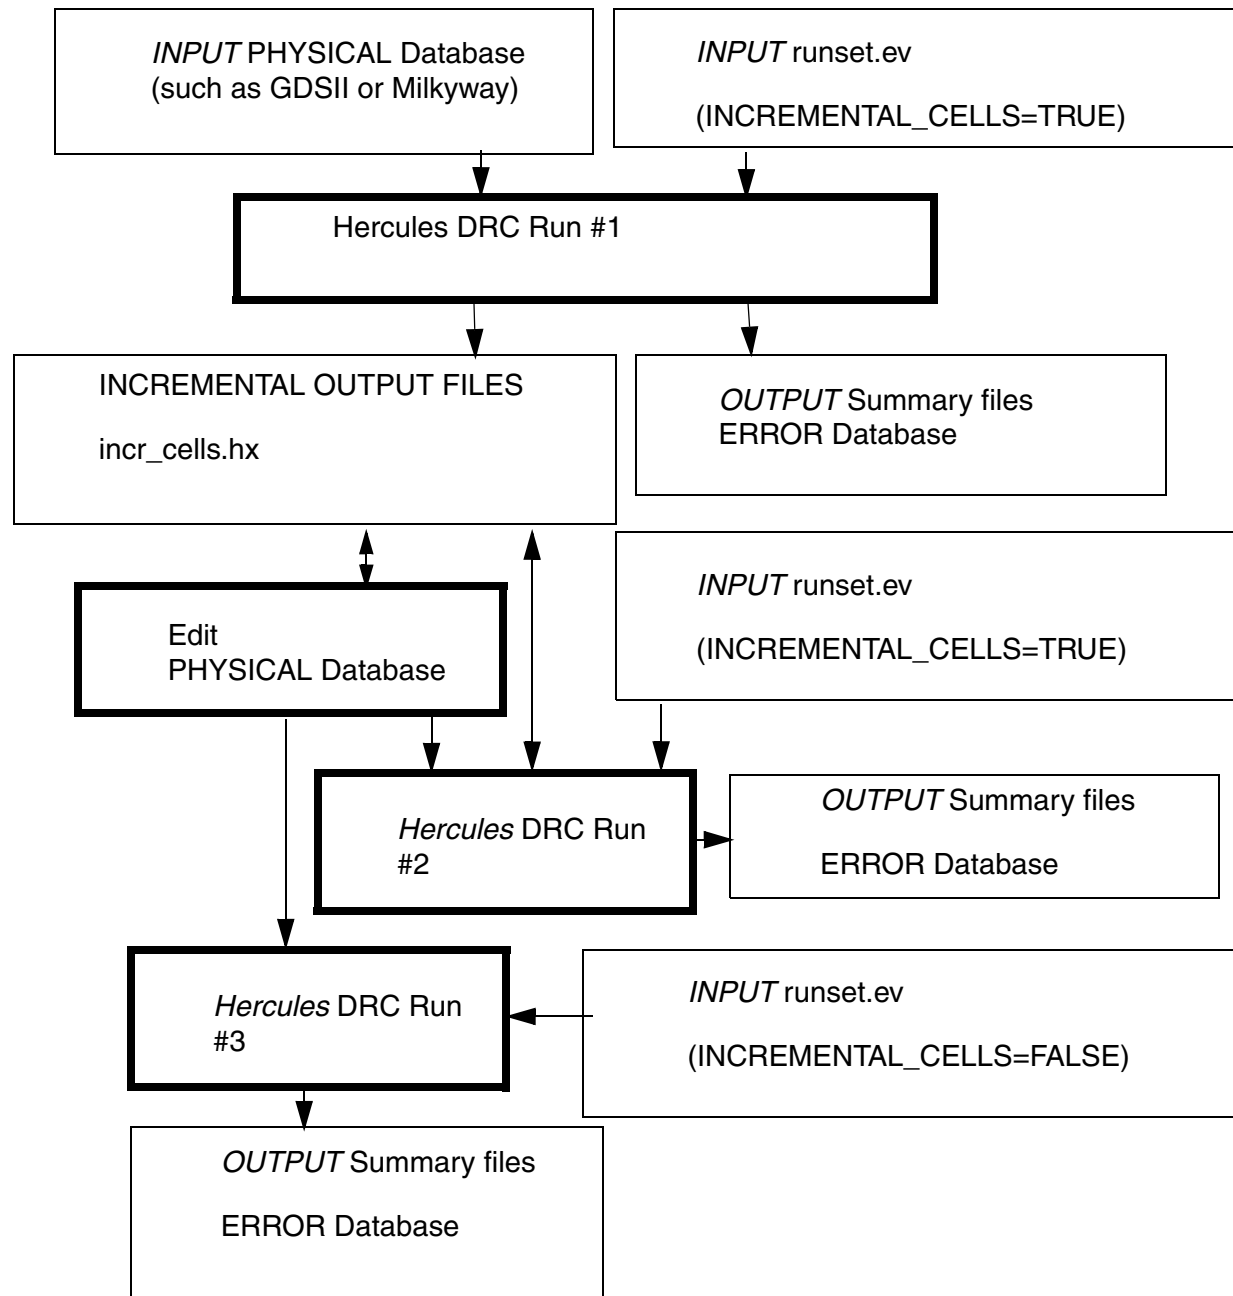 INPUT PHYSICAL Database
(such as GDSII or Milkyway)
INPUT runset.ev
(INCREMENTAL_CELLS=TRUE)
Hercules DRC Run #1
INCREMENTAL OUTPUT FILES
incr_cells.hx
OUTPUT Summary files
ERROR Database
INPUT runset.ev
(INCREMENTAL_CELLS=TRUE)
Edit
PHYSICAL Database
Hercules DRC Run
#2
OUTPUT Summary files
ERROR Database
Hercules DRC Run
#3
INPUT runset.ev
(INCREMENTAL_CELLS=FALSE)
OUTPUT Summary files
ERROR Database